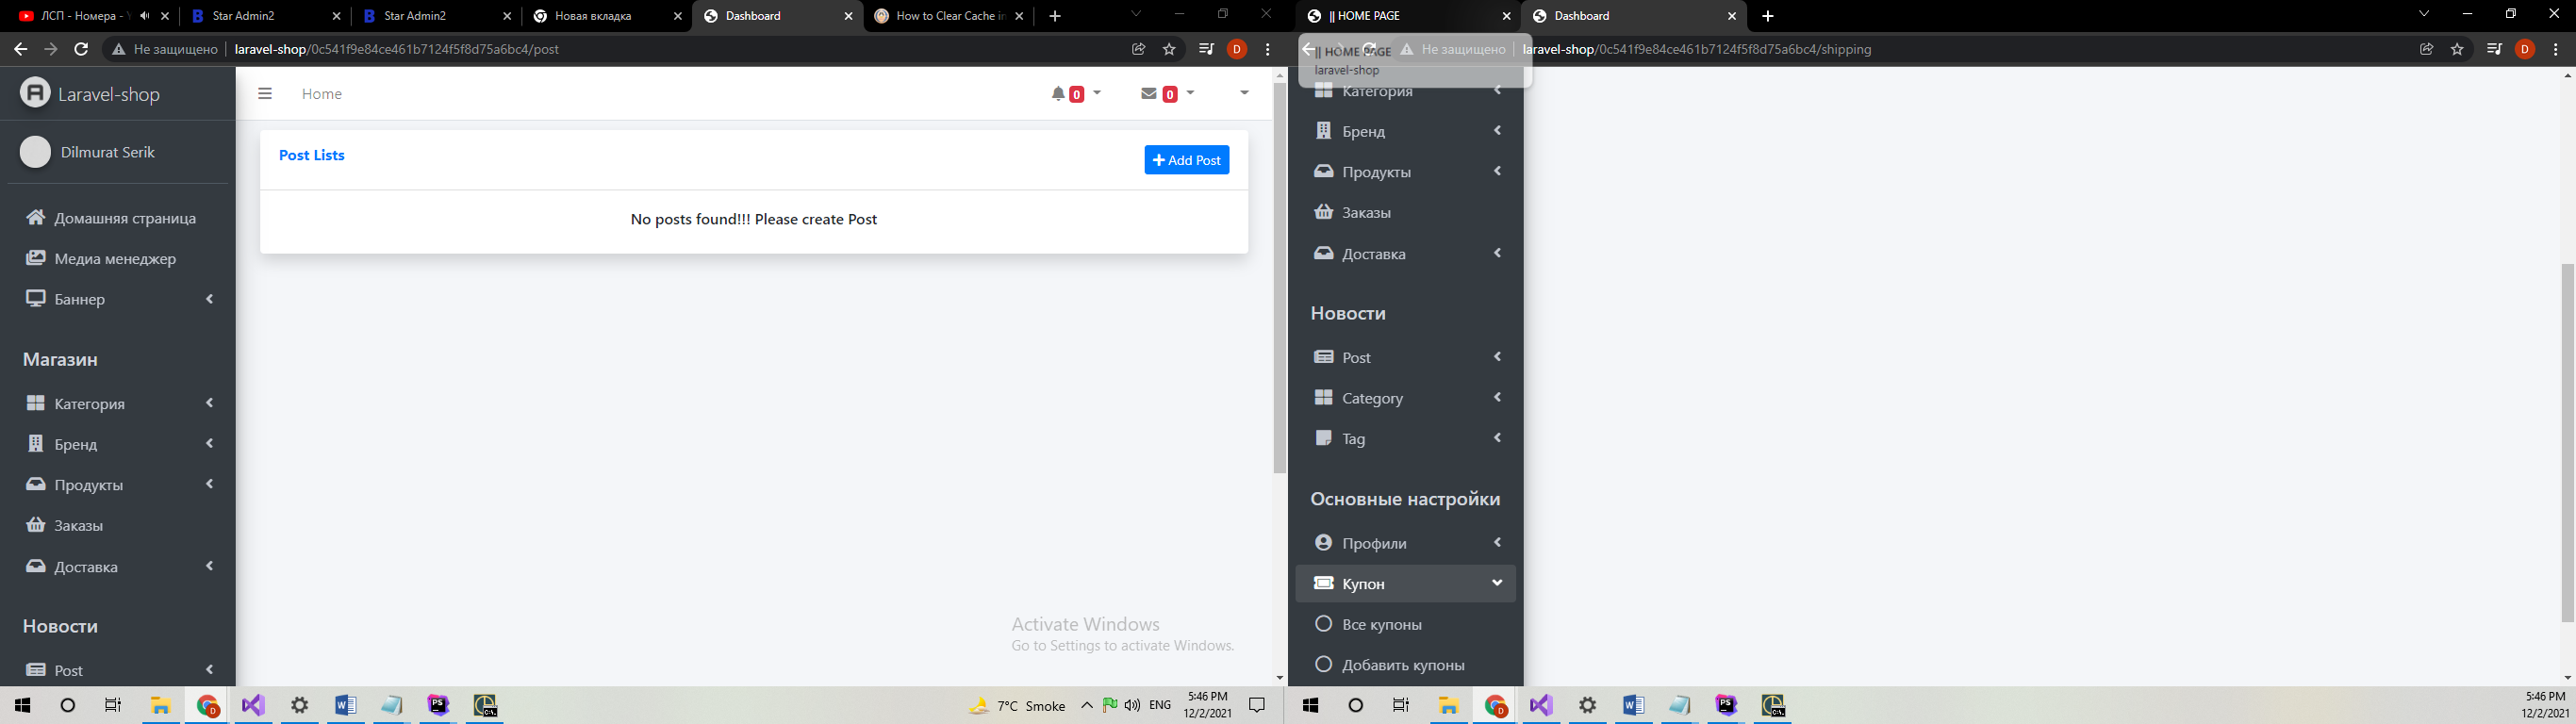 ЛСП - Номера - Y
Star Admin2
Star Admin2
Новая вкладка
Dashboard
How to Clear Cache in
Не защищено
laravel-shop/0c541f9e84ce461b7124f5f8d75a6bc4/post
D
Laravel-shop
Home
0
0
Dilmurat Serik
Домашняя страница
Медиа менеджер
Баннер
Магазин
Категория
Бренд
Продукты
Заказы
Доставка
Новости
Post
Post Lists
Add Post
No posts found!!! Please create Post
Activate Windows
Go to Settings to activate Windows.
7°C Smoke
ENG
5:46 PM
12/2/2021
|| HOME PAGE
Dashboard
|| HOME PAGE
laravel-shop
Не защищено
laravel-shop/0c541f9e84ce461b7124f5f8d75a6bc4/shipping
D
Категория
Бренд
Продукты
Заказы
Доставка
Новости
Post
Category
Tag
Основные настройки
Профили
Купон
Все купоны
Добавить купоны
5:46 PM
12/2/2021